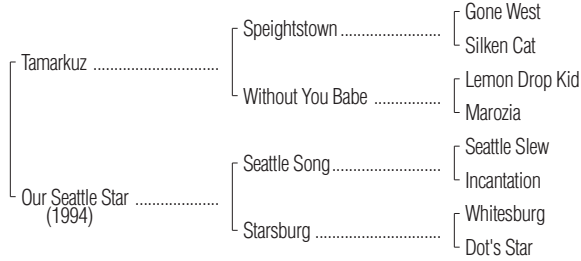 Gone West
Speightstown
Silken Cat
Tamarkuz
Lemon Drop Kid
Without You Babe
Marozia
Seattle Slew
Seattle Song
Incantation
Our Seattle Star
(1994)
Whitesburg
Starsburg
Dot's Star